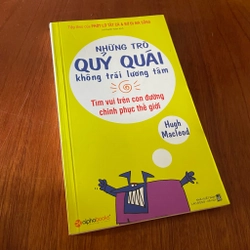 NHỮNG TRÒ
QUỶ QUÁI
không trái lương tâm
Tìm vui trên con đường
chinh phục thế giới
Hugh
Macleod
alphabooks